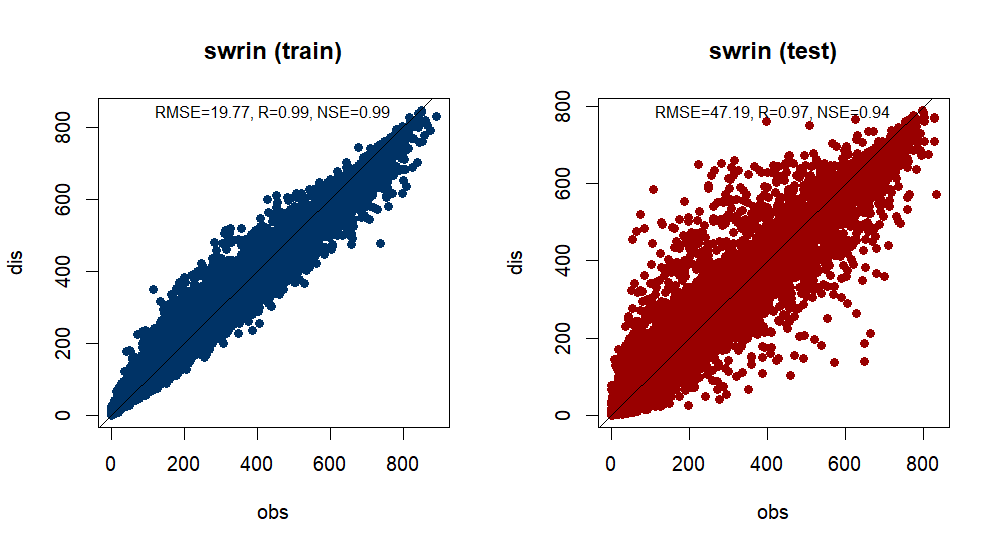 swrin (train)
RMSE=19.77, R=0.99, NSE=0.99
dis
0 200 400 600 800
0 200 400 600 800
obs
swrin (test)
RMSE=47.19, R=0.97, NSE=0.94
dis
0 200 400 600 800
0 200 400 600 800
obs